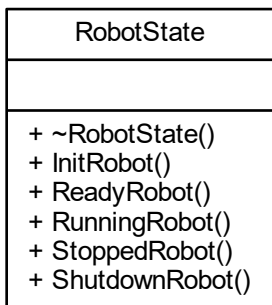 RobotState
+ ~RobotState()
+ InitRobot()
+ ReadyRobot()
+ RunningRobot()
+ StoppedRobot()
+ ShutdownRobot()